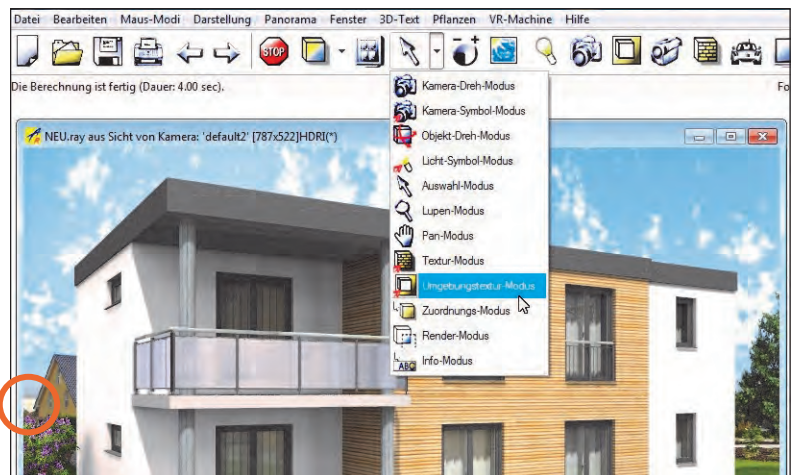 Datei Bearbeiten Maus-Modi Darstellung Panorama Fenster 3D-Text Pflanzen VR-Machine Hilfe
STOP
Die Berechnung ist fertig (Dauer: 4.00 sec).
Fo
NEU.ray aus Sicht von Kamera: 'default2' [787x522]HDRI(*)
Kamera-Dreh-Modus
Kamera-Symbol-Modus
Objekt-Dreh-Modus
Licht-Symbol-Modus
Auswahl-Modus
Lupen-Modus
Pan-Modus
Textur-Modus
Umgebungstextur-Modus
Zuordnungs-Modus
Render-Modus
ABC Info-Modus